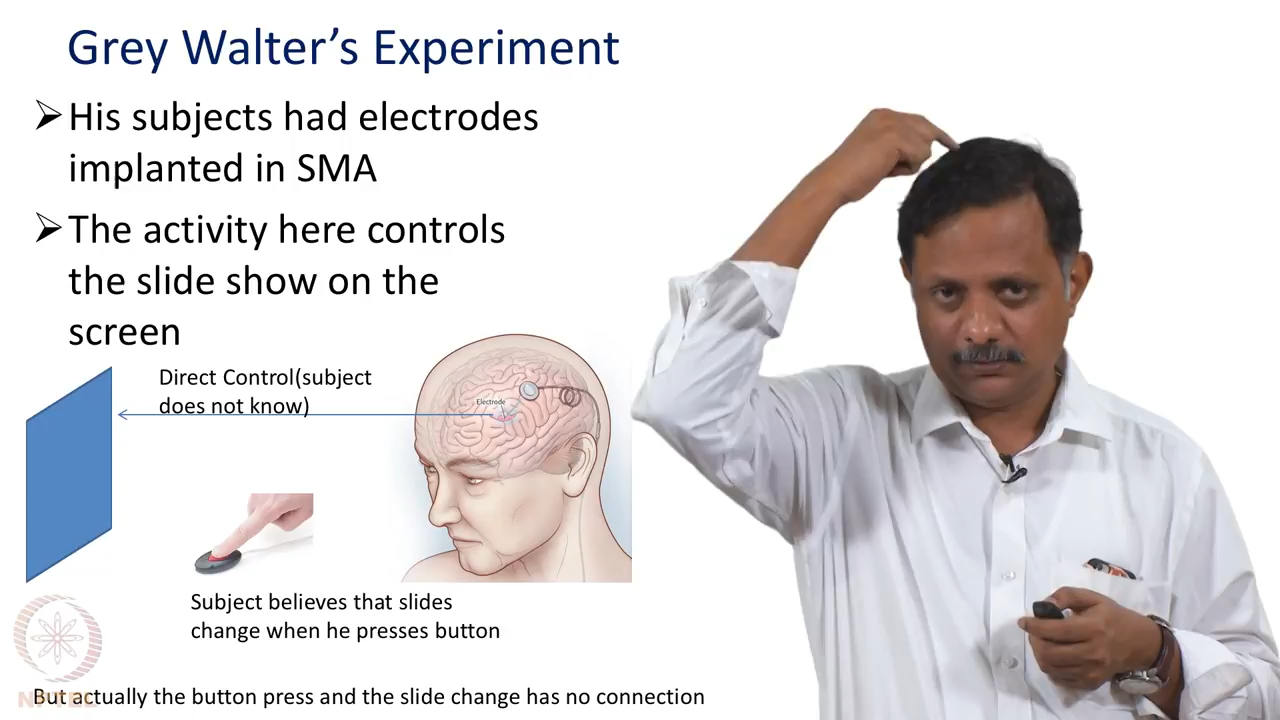 Grey Walter's Experiment
➢His subjects had electrodes
implanted in SMA
➢The activity here controls
the slide show on the
screen
Direct Control(subject
does not know)
Electrode
Subject believes that slides
change when he presses button
But actually the button press and the slide change has no connection
NPTEL